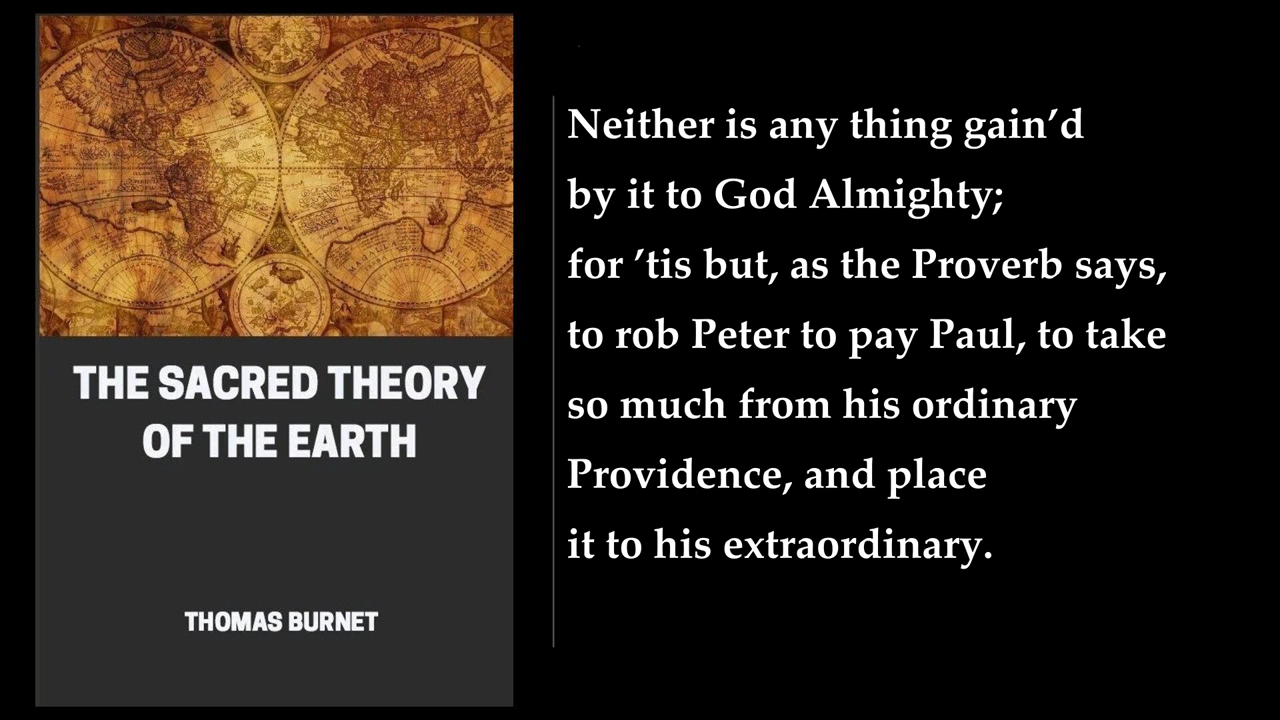 THE SACRED THEORY
OF THE EARTH
THOMAS BURNET
Neither is any thing gain’d
by it to God Almighty;
for ’tis but, as the Proverb says,
to rob Peter to pay Paul, to take
so much from his ordinary
Providence, and place
it to his extraordinary.